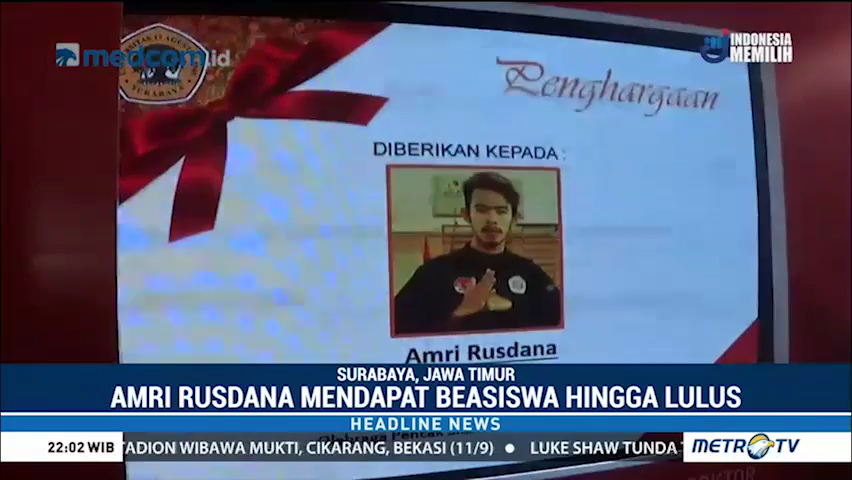 medcom.id
INDONESIA
MEMILIH
SURABAYA
Penghargaan
DIBERIKAN KEPADA :
Amri Rusdana
SURABAYA, JAWA TIMUR
AMRI RUSDANA MENDAPAT BEASISWA HINGGA LULUS
HEADLINE NEWS
22:02 WIB TADION WIBAWA MUKTI, CIKARANG, BEKASI (11/9) ● LUKE SHAW TUNDA
METRO TV